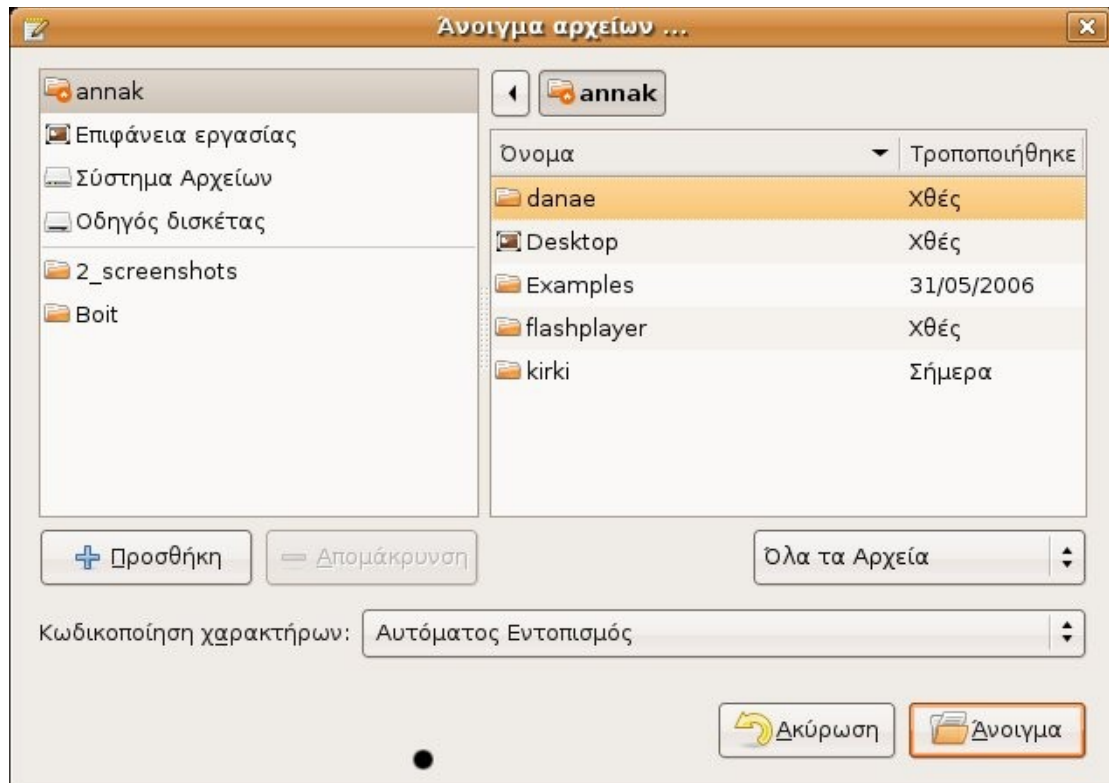 Άνοιγμα αρχείων ...
annak
Επιφάνεια εργασίας
Σύστημα Αρχείων
Οδηγός δισκέτας
2_screenshots
Boit
annak
Όνομα Τροποποιήθηκε
danae Χθές
Desktop Χθές
Examples 31/05/2006
flashplayer Χθές
kirki Σήμερα
Προσθήκη Απομάκρυνση Όλα τα Αρχεία
Κωδικοποίηση χαρακτήρων: Αυτόματος Εντοπισμός
Ακύρωση Άνοιγμα